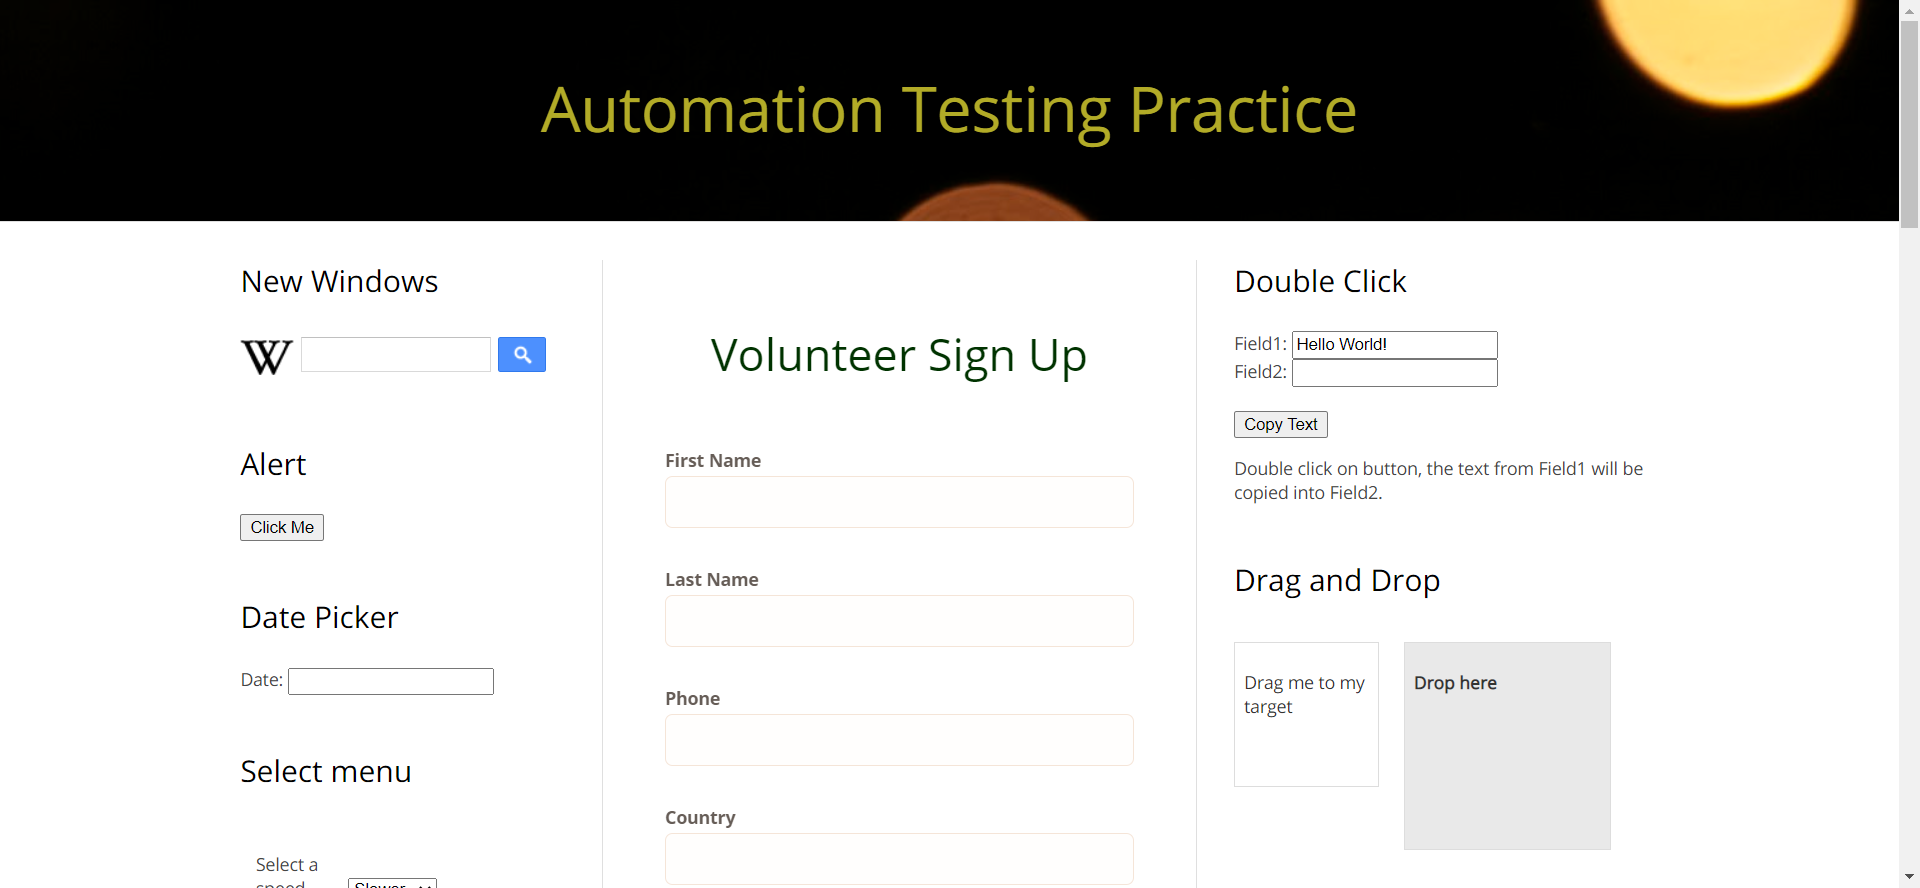 Automation Testing Practice
New Windows
W
Alert
Click Me
Date Picker
Date:
Select menu
Select a
speed
Slower
Volunteer Sign Up
First Name
Last Name
Phone
Country
Double Click
Field1: Hello World!
Field2:
Copy Text
Double click on button, the text from Field1 will be
copied into Field2.
Drag and Drop
Drag me to my
target
Drop here